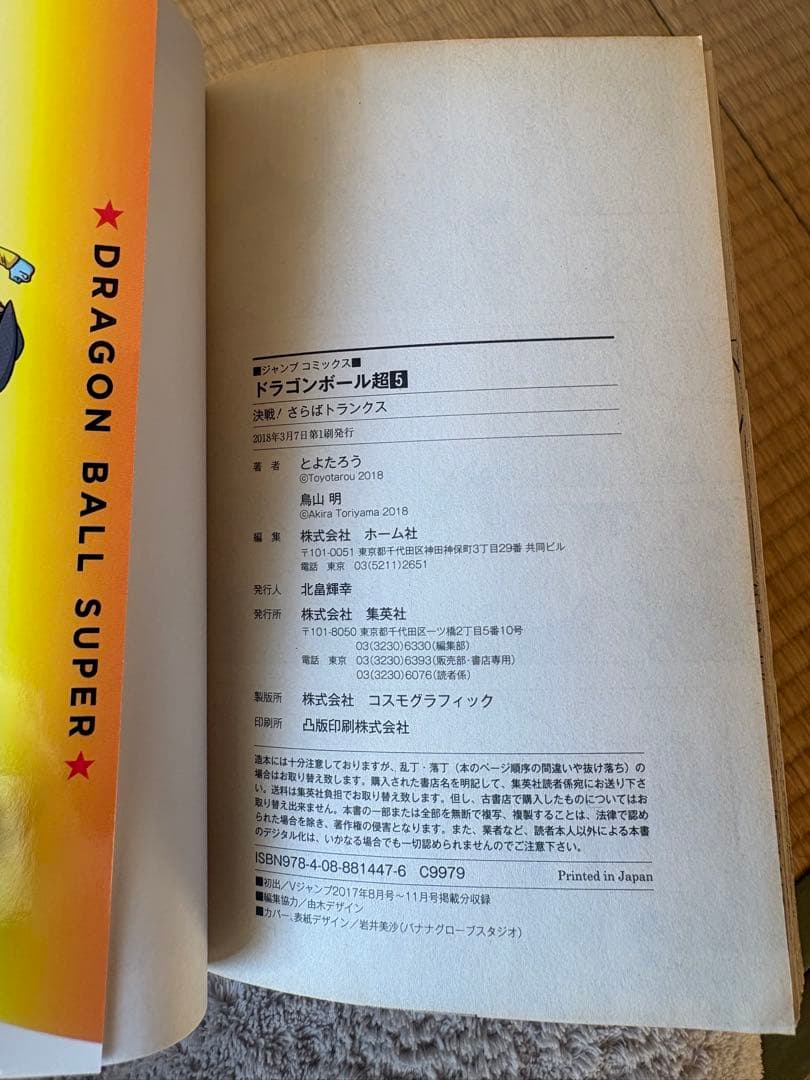 ★ DRAGON BALL SUPER ★
■ジャンプ コミックス■
ドラゴンボール超5
決戦! さらばトランクス
2018年3月7日第1刷発行
著 者 とよたろう
©Toyotarou 2018
鳥山 明
©Akira Toriyama 2018
編 集 株式会社 ホーム社
〒101-0051 東京都千代田区神田神保町3丁目29番 共同ビル
電話 東京 03(5211)2651
発行人 北畠輝幸
発行所 株式会社 集英社
〒101-8050 東京都千代田区一ツ橋2丁目5番10号
03(3230)6330(編集部)
電話 東京 03(3230)6393(販売部・書店専用)
03(3230)6076(読者係)
製版所 株式会社 コスモグラフィック
印刷所 凸版印刷株式会社
造本には十分注意しておりますが、乱丁・落丁(本のページ順序の間違いや抜け落ち)の
場合はお取り替え致します。購入された書店名を明記して、集英社読者係宛にお送り下さ
い。送料は集英社負担でお取り替え致します。但し、古書店で購入したものについてはお
取り替え出来ません。本書の一部または全部を無断で複写、複製することは、法律で認め
られた場合を除き、著作権の侵害となります。また、業者など、読者本人以外による本書
のデジタル化は、いかなる場合でも一切認められませんのでご注意下さい。
ISBN978-4-08-881447-6 C9979 Printed in Japan
■初出/Vジャンプ2017年8月号〜11月号掲載分収録
■編集協力/由木デザイン
■カバー、表紙デザイン/岩井美沙(バナナグローブスタジオ)